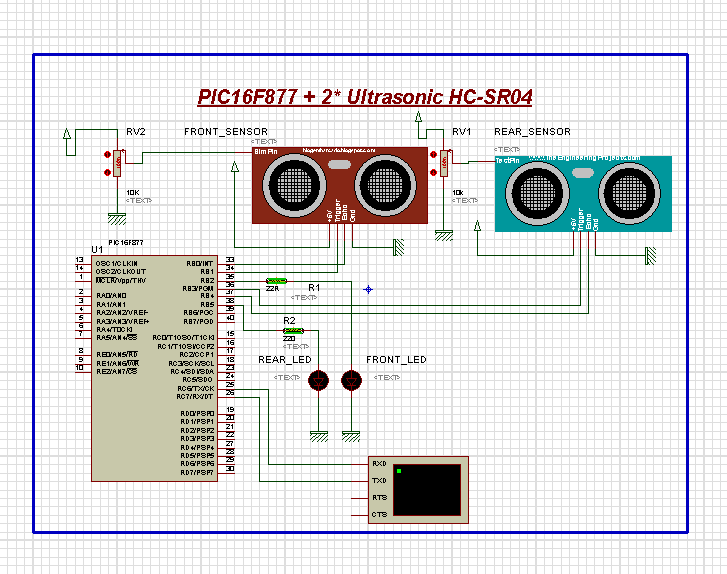 PIC16F877 + 2* Ultrasonic HC-SR04
RV2
FRONT_SENSOR
<TEXT>
RV1
REAR_SENSOR
<TEXT>
Sim Pin
TestPin
www.TheEngineeringProjects.com
10K
<TEXT>
10k
<TEXT>
+5V
Trigger
Echo
Gnd
+5V
Trigger
Echo
Gnd
U1
PIC16F877
13 OSC1/CLKIN
14 OSC2/CLKOUT
1 MCLR/Vpp/THV
2 RA0/AN0
3 RA1/AN1
4 RA2/AN2/VREF-
5 RA3/AN3/VREF+
6 RA4/T0CKI
7 RA5/AN4/SS
8 RE0/AN5/RD
9 RE1/AN6/WR
10 RE2/AN7/CS
RB0/INT 33
RB1 34
RB2 35
RB3/PGM 36
RB4 37
RB5 38
RB6/PGC 39
RB7/PGD 40
RC0/T1OSO/T1CKI 15
RC1/T1OSI/CCP2 16
RC2/CCP1 17
RC3/SCK/SCL 18
RC4/SDI/SDA 23
RC5/SDO 24
RC6/TX/CK 25
RC7/RX/DT 26
RD0/PSP0 19
RD1/PSP1 20
RD2/PSP2 21
RD3/PSP3 22
RD4/PSP4 27
RD5/PSP5 28
RD6/PSP6 29
RD7/PSP7 30
22R
R1
<TEXT>
R2
220
<TEXT>
REAR_LED
<TEXT>
FRONT_LED
<TEXT>
RXD
TXD
RTS
CTS